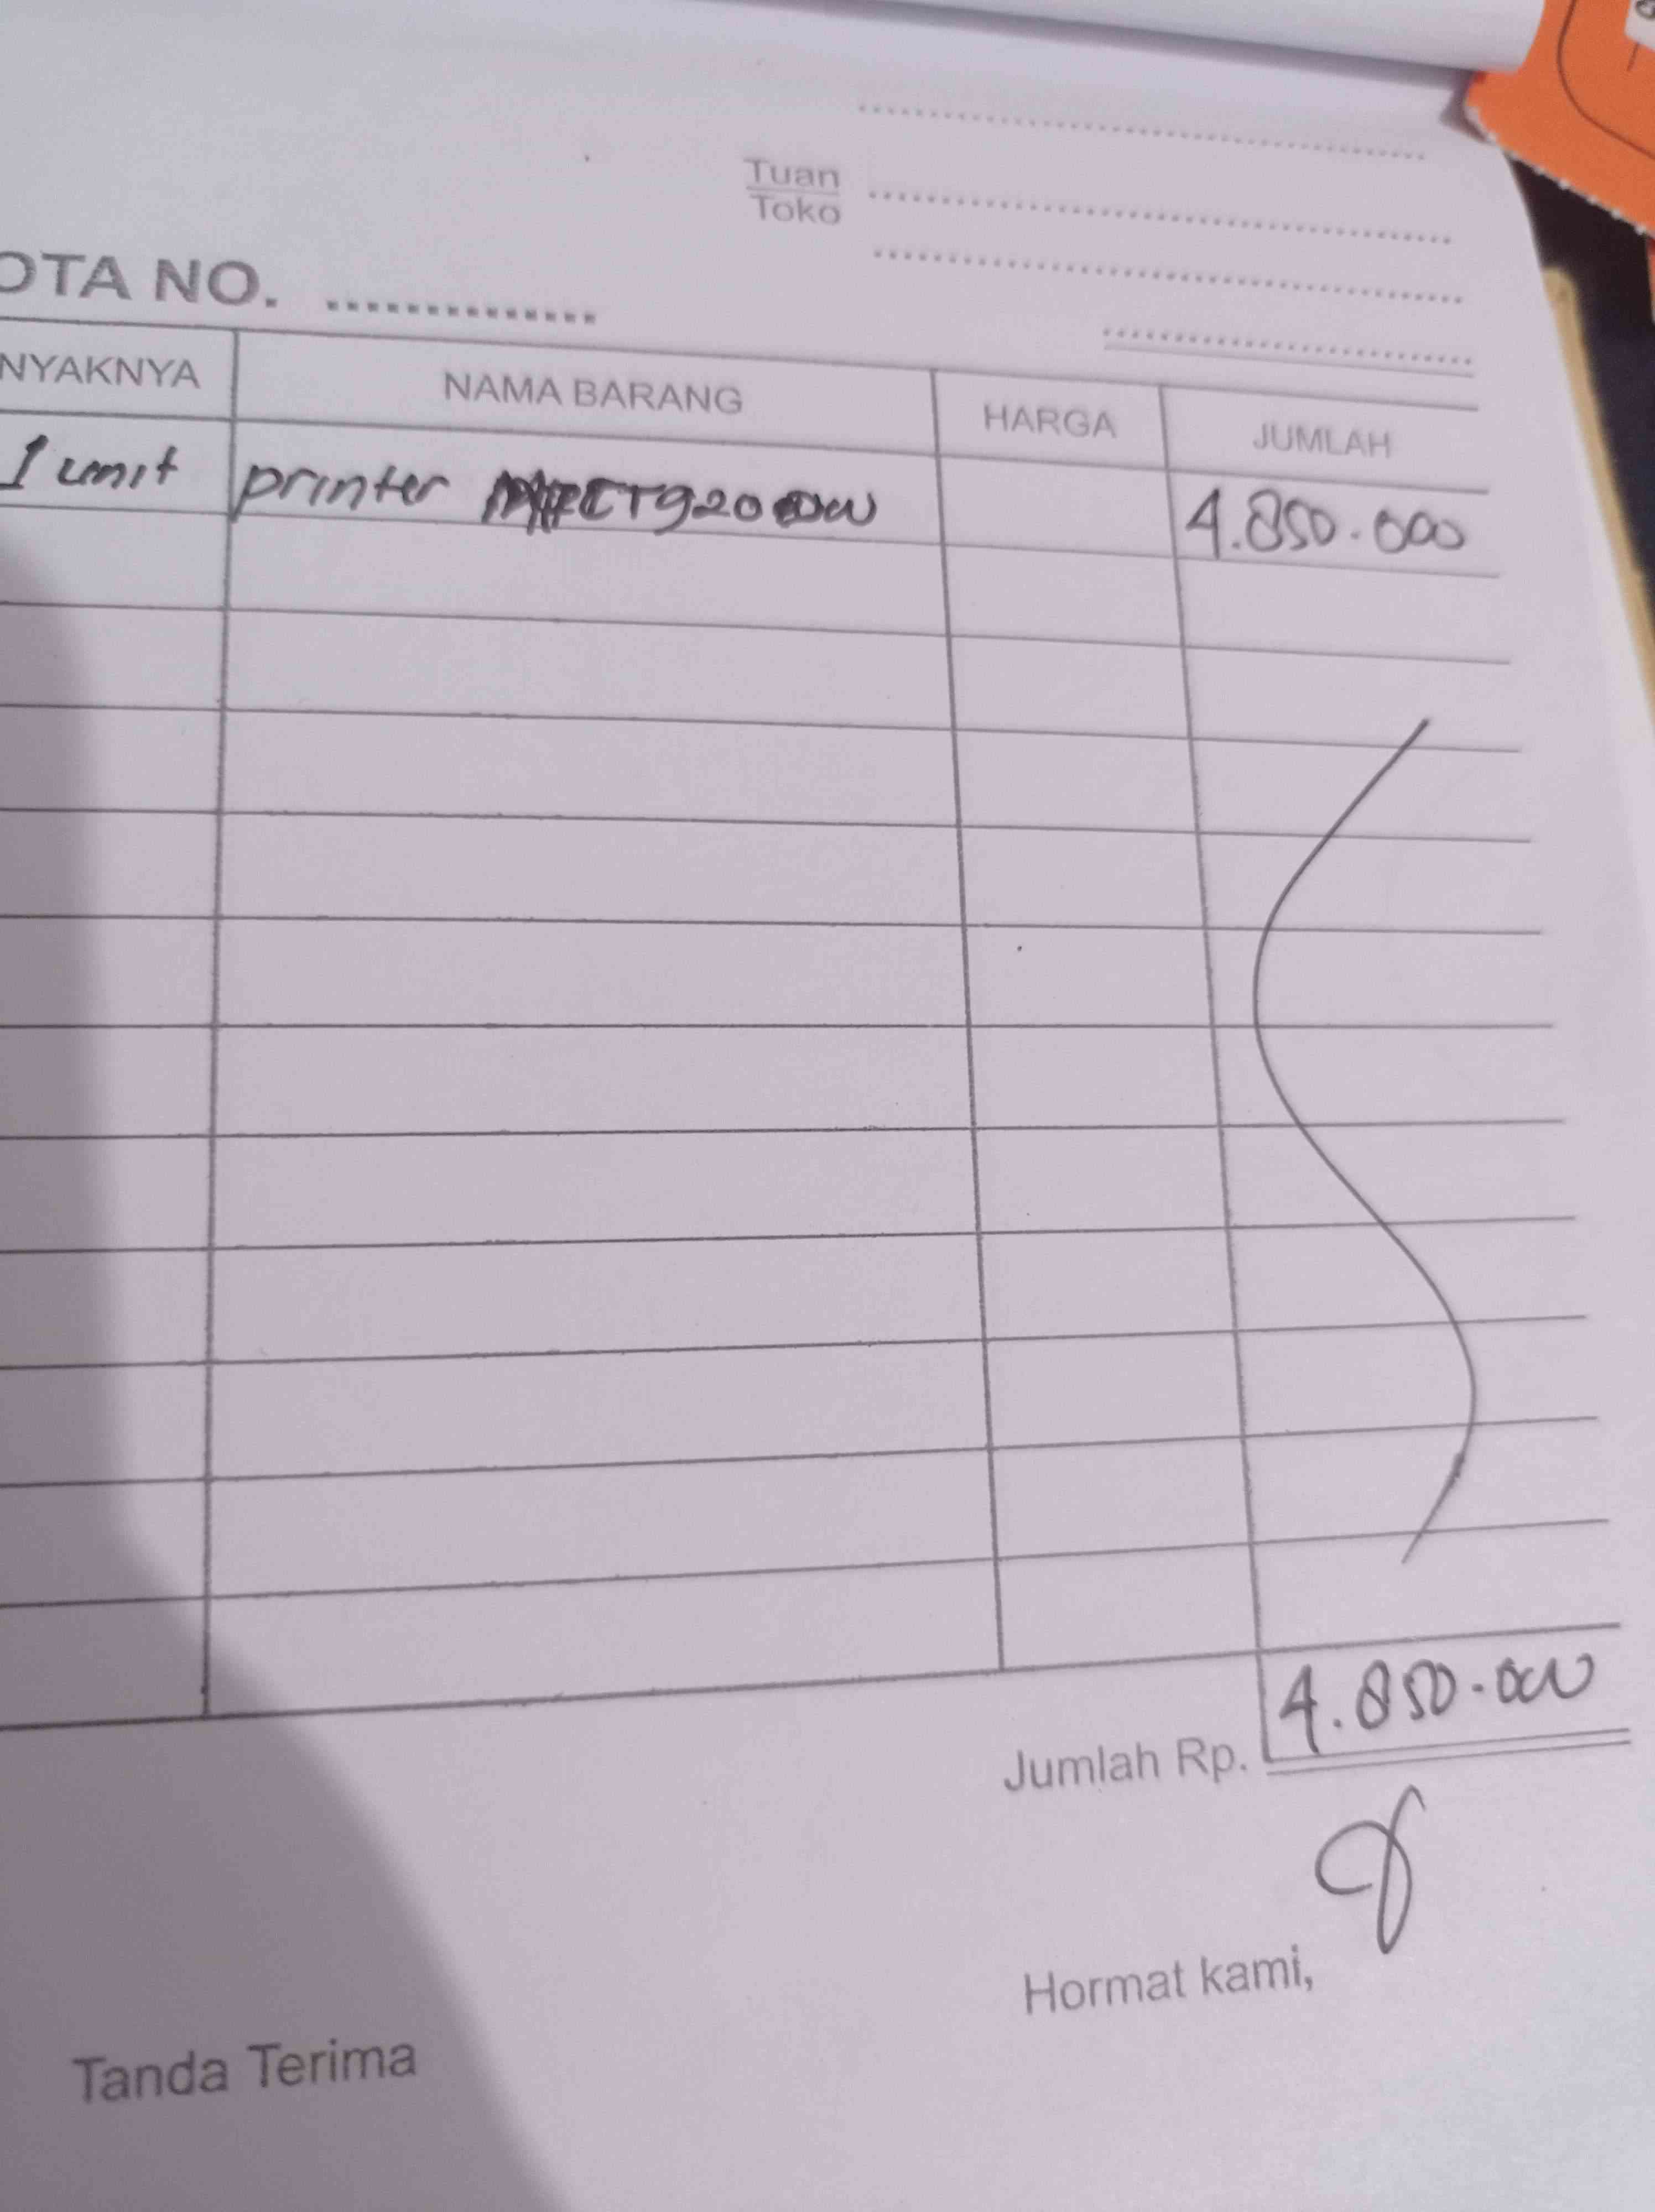 Tuan
Toko
OTA NO.
NYAKNYA NAMA BARANG HARGA JUMLAH
1 unit printer 4.850.000
Jumlah Rp. 4.850.000
Hormat kami,
Tanda Terima